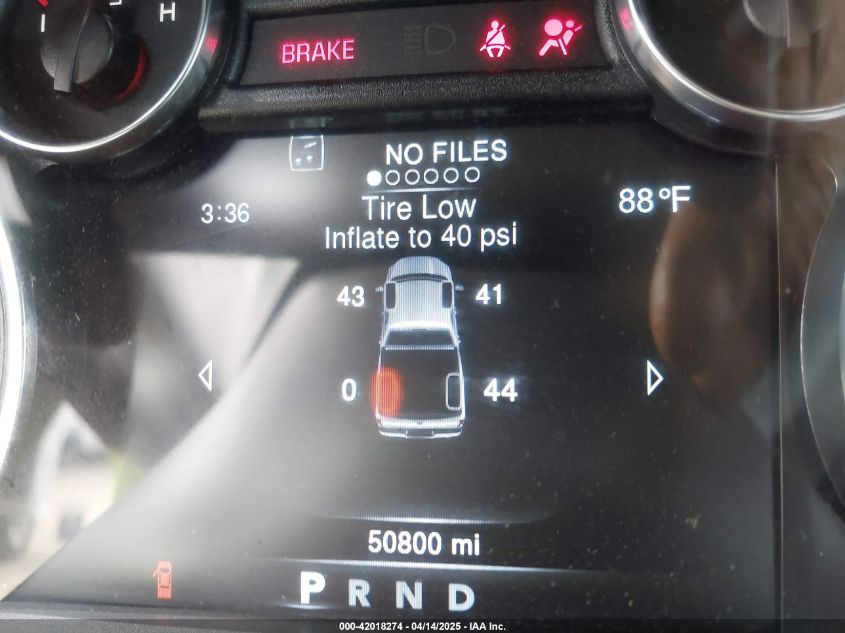 H
BRAKE
NO FILES
3:36
Tire Low
88°F
Inflate to 40 psi
43
41
0
44
50800 mi
P R N D
000-42018274 - 04/14/2025 - IAA Inc.